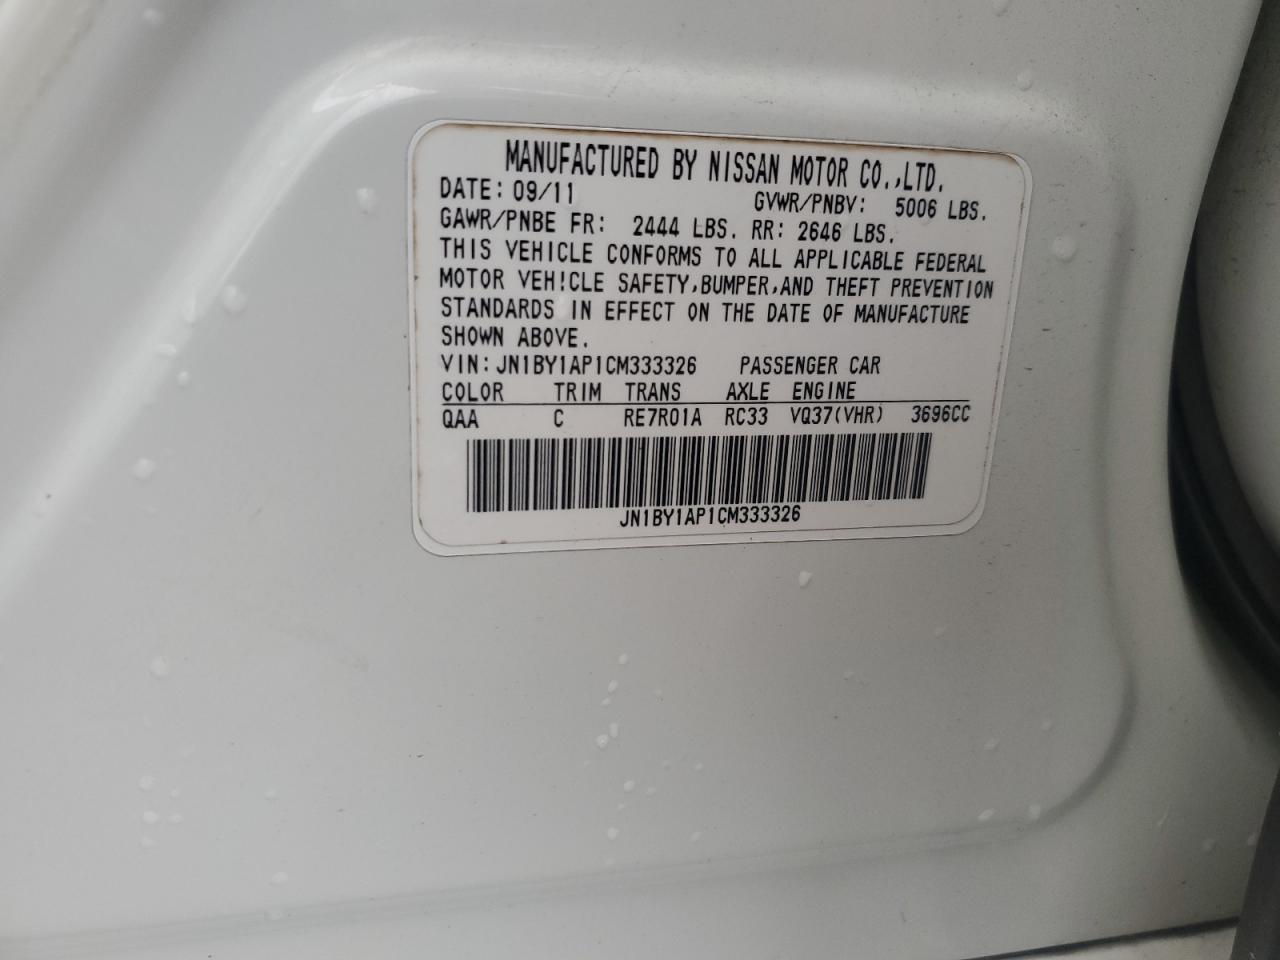 MANUFACTURED BY NISSAN MOTOR CO.,LTD.
DATE: 09/11 GVWR/PNBV: 5006 LBS.
GAWR/PNBE FR: 2444 LBS. RR: 2646 LBS.
THIS VEHICLE CONFORMS TO ALL APPLICABLE FEDERAL
MOTOR VEHICLE SAFETY,BUMPER,AND THEFT PREVENTION
STANDARDS IN EFFECT ON THE DATE OF MANUFACTURE
SHOWN ABOVE.
VIN:JN1BY1AP1CM333326 PASSENGER CAR
COLOR TRIM TRANS AXLE ENGINE
QAA C RE7R01A RC33 VQ37(VHR) 3696CC
JN1BY1AP1CM333326